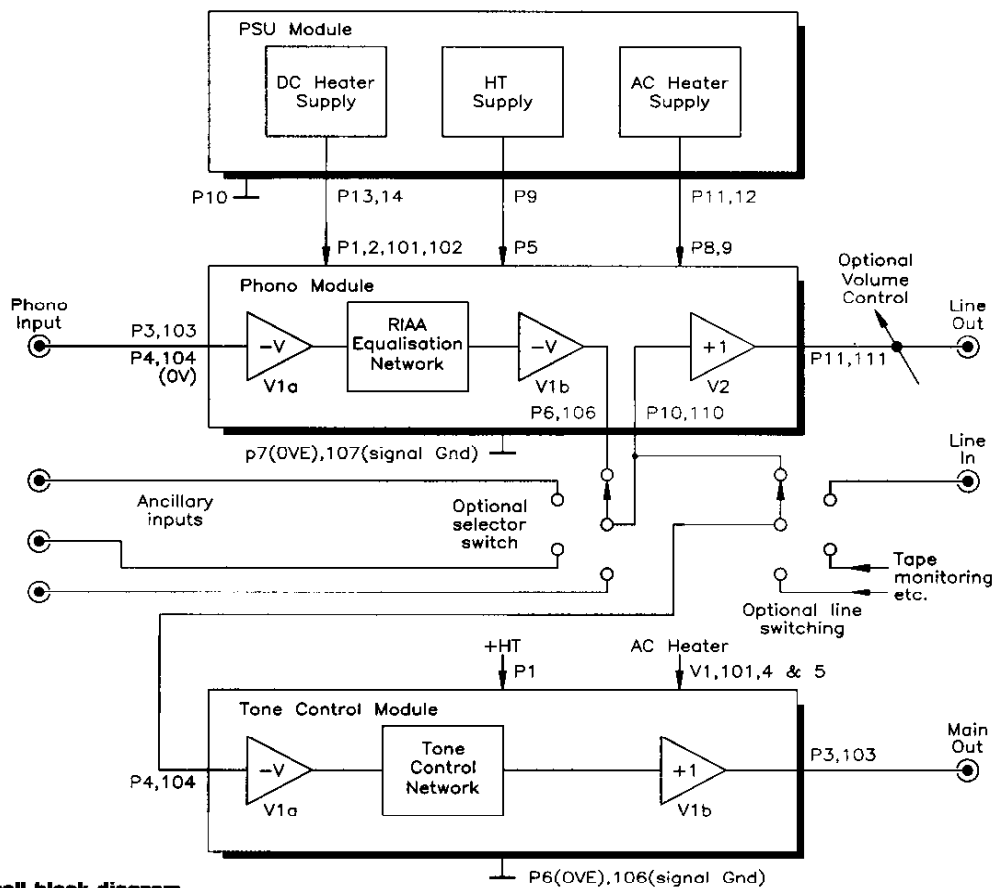 PSU Module
DC Heater
Supply
HT
Supply
AC Heater
Supply
P10
P13,14
P9
P11,12
P1,2,101,102
P5
P8,9
Phono Module
Optional
Volume
Control
Phono
Input
P3,103
P4,104
(0V)
-V
V1a
RIAA
Equalisation
Network
-V
V1b
+1
V2
P11,111
Line
Out
P6,106
P10,110
p7(0VE),107(signal Gnd)
Line
In
Ancillary
inputs
Optional
selector
switch
Tape
monitoring
etc.
Optional line
switching
+HT
P1
AC Heater
V1,101,4 & 5
Tone Control Module
P4,104
-V
V1a
Tone
Control
Network
+1
V1b
P3,103
Main
Out
P6(0VE),106(signal Gnd)
block diagram